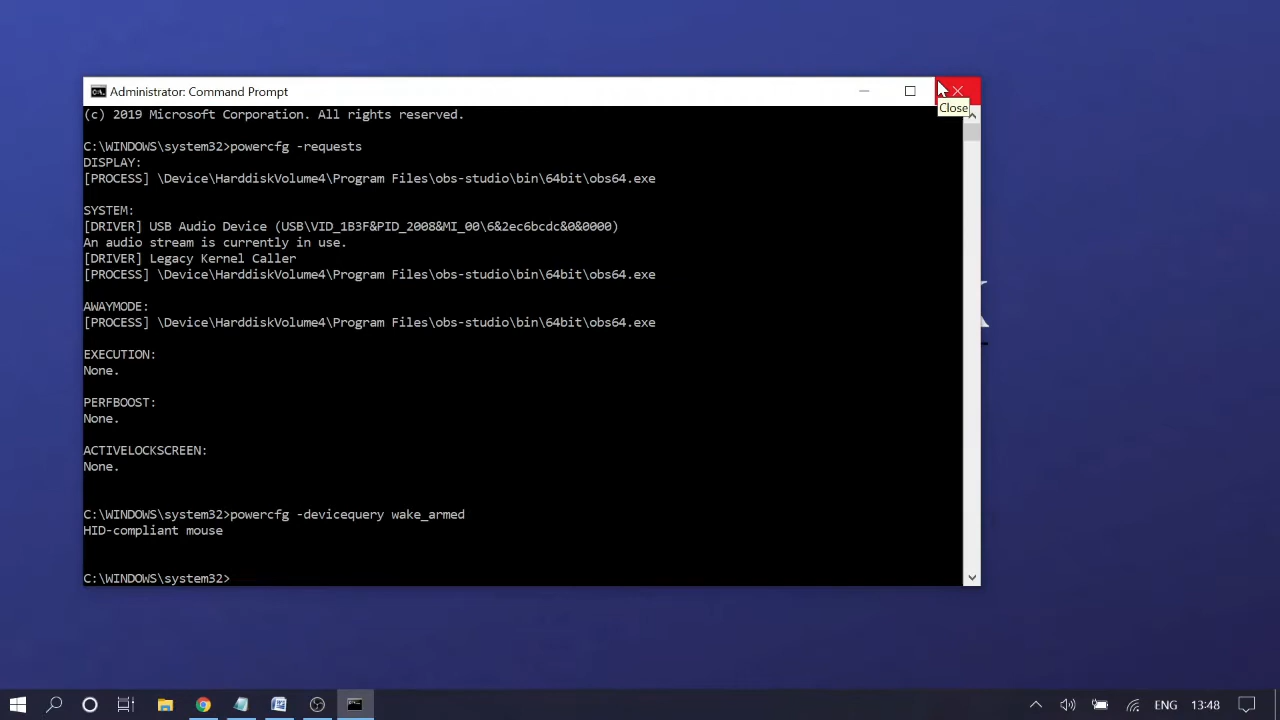 Administrator: Command Prompt
Close
(c) 2019 Microsoft Corporation. All rights reserved.
C:\WINDOWS\system32>powercfg -requests
DISPLAY:
[PROCESS] \Device\HarddiskVolume4\Program Files\obs-studio\bin\64bit\obs64.exe
SYSTEM:
[DRIVER] USB Audio Device (USB\VID_1B3F&PID_2008&MI_00\6&2ec6bcdc&0&0000)
An audio stream is currently in use.
[DRIVER] Legacy Kernel Caller
[PROCESS] \Device\HarddiskVolume4\Program Files\obs-studio\bin\64bit\obs64.exe
AWAYMODE:
[PROCESS] \Device\HarddiskVolume4\Program Files\obs-studio\bin\64bit\obs64.exe
EXECUTION:
None.
PERFBOOST:
None.
ACTIVELOCKSCREEN:
None.
C:\WINDOWS\system32>powercfg -devicequery wake_armed
HID-compliant mouse
C:\WINDOWS\system32>
ENG 13:48